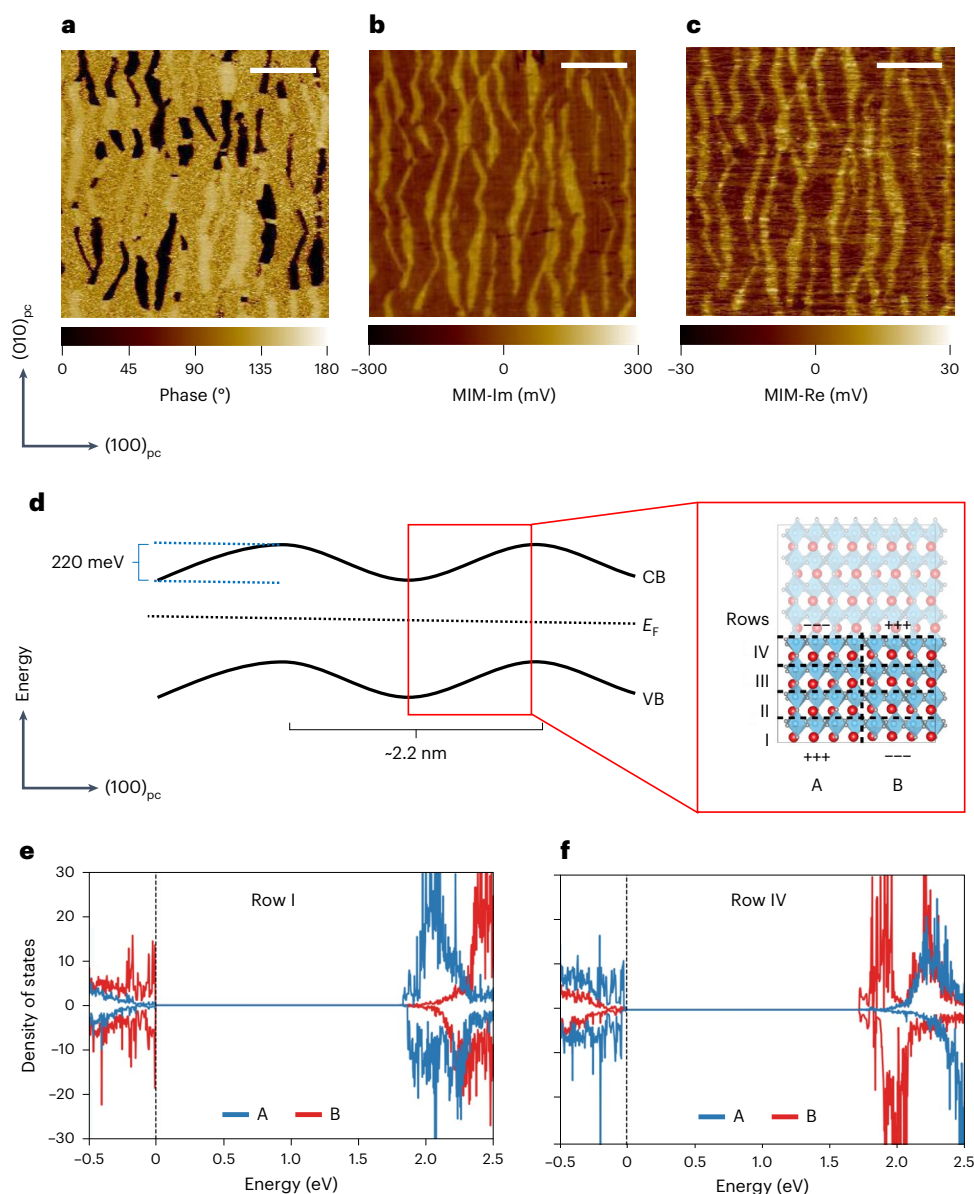 a
b
c
0 45 90 135 180
Phase (°)
−300 0 300
MIM-Im (mV)
−30 0 30
MIM-Re (mV)
(010)pc
(100)pc
d
220 meV
CB
EF
VB
~2.2 nm
Energy
(100)pc
Rows
−−− +++
IV
III
II
I
+++ −−−
A B
e
Row I
30
20
10
0
−10
−20
−30
Density of states
A B
−0.5 0 0.5 1.0 1.5 2.0 2.5
Energy (eV)
f
Row IV
A B
−0.5 0 0.5 1.0 1.5 2.0 2.5
Energy (eV)